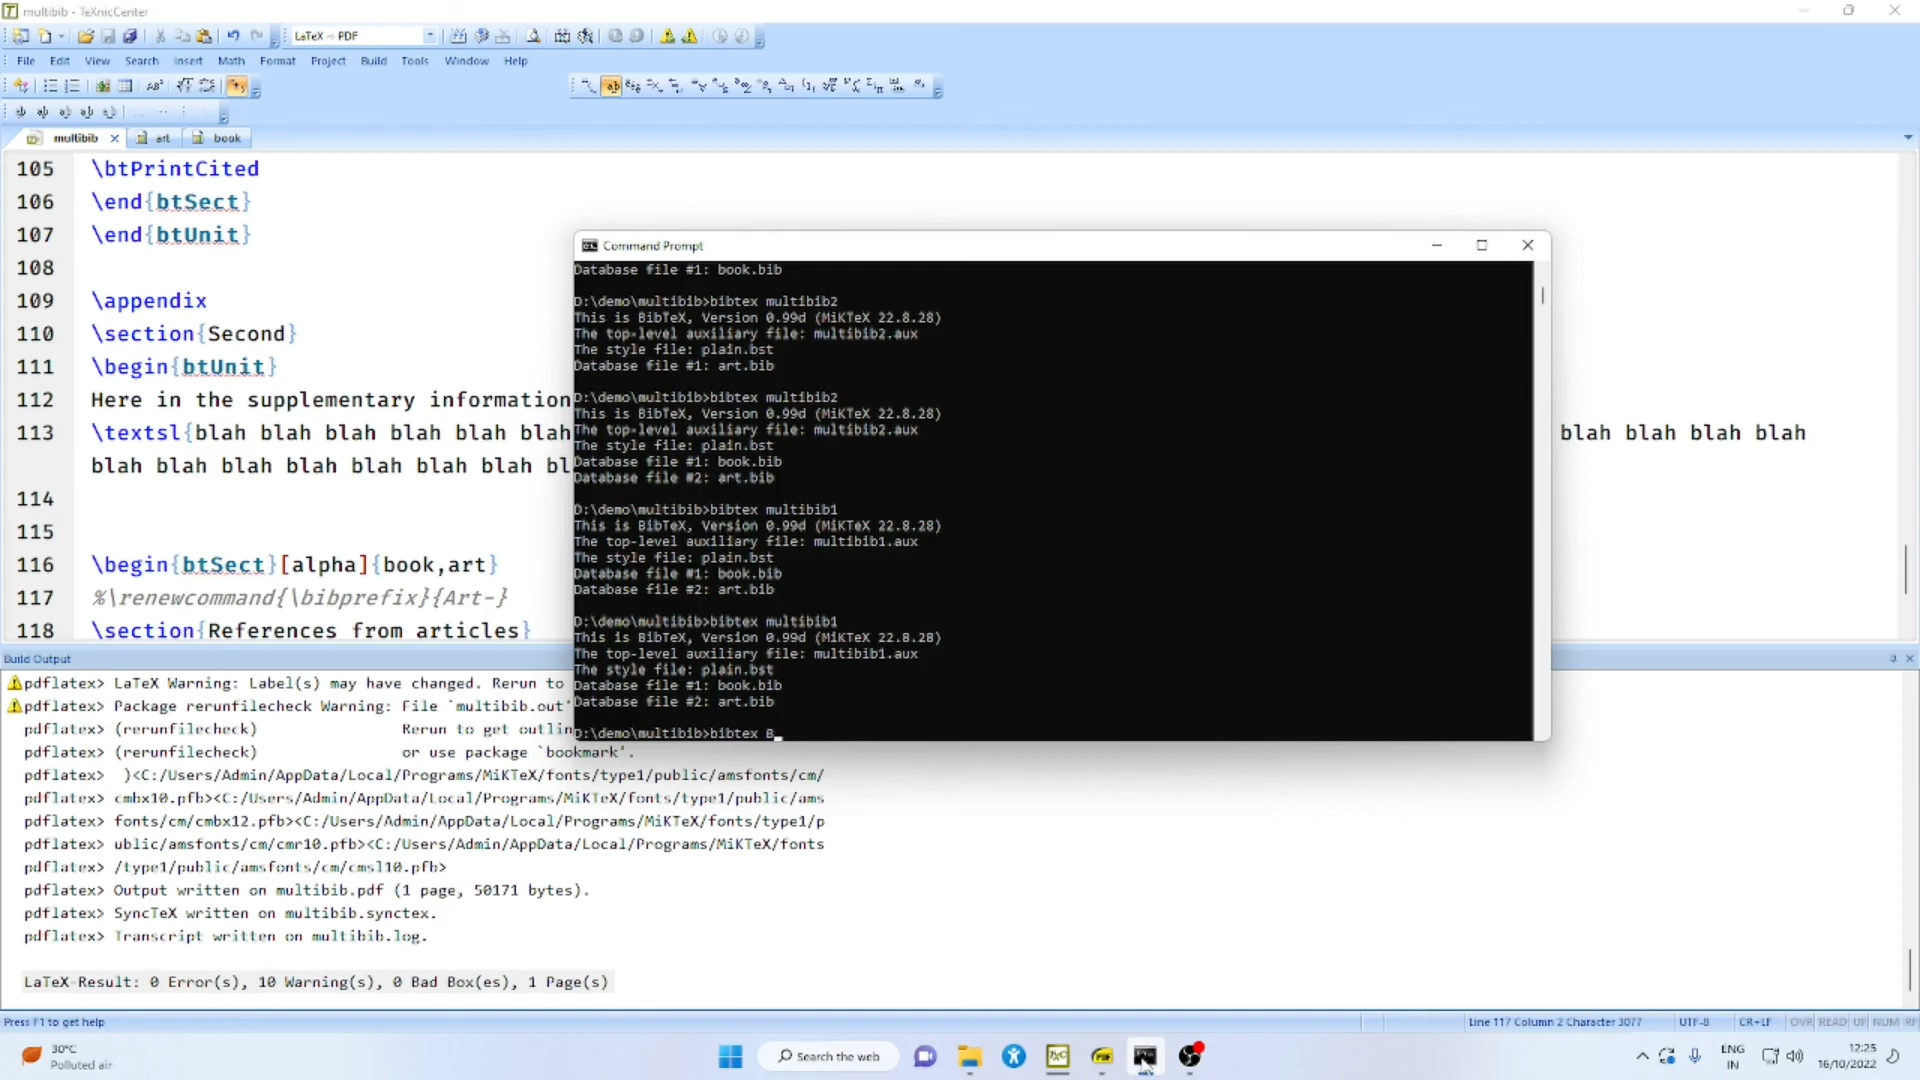 multibib - TeXnicCenter
LaTeX ⇨ PDF
File Edit View Search Insert Math Format Project Build Tools Window Help
multibib art book
105 \btPrintCited
106 \end{btSect}
107 \end{btUnit}
108
109 \appendix
110 \section{Second}
111 \begin{btUnit}
112 Here in the supplementary information
113 \textsl{blah blah blah blah blah blah blah blah blah blah
blah blah blah blah blah blah blah bl
114
115
116 \begin{btSect}[alpha]{book,art}
117 %\renewcommand{\bibprefix}{Art-}
118 \section{References from articles}
Command Prompt
Database file #1: book.bib
D:\demo\multibib>bibtex multibib2
This is BibTeX, Version 0.99d (MiKTeX 22.8.28)
The top-level auxiliary file: multibib2.aux
The style file: plain.bst
Database file #1: art.bib
D:\demo\multibib>bibtex multibib2
This is BibTeX, Version 0.99d (MiKTeX 22.8.28)
The top-level auxiliary file: multibib2.aux
The style file: plain.bst
Database file #1: book.bib
Database file #2: art.bib
D:\demo\multibib>bibtex multibib1
This is BibTeX, Version 0.99d (MiKTeX 22.8.28)
The top-level auxiliary file: multibib1.aux
The style file: plain.bst
Database file #1: book.bib
Database file #2: art.bib
D:\demo\multibib>bibtex multibib1
This is BibTeX, Version 0.99d (MiKTeX 22.8.28)
The top-level auxiliary file: multibib1.aux
The style file: plain.bst
Database file #1: book.bib
Database file #2: art.bib
D:\demo\multibib>bibtex
Build Output
pdflatex> LaTeX Warning: Label(s) may have changed. Rerun to
pdflatex> Package rerunfilecheck Warning: File `multibib.out'
pdflatex> (rerunfilecheck) Rerun to get outlin
pdflatex> (rerunfilecheck) or use package `bookmark'.
pdflatex> )<C:/Users/Admin/AppData/Local/Programs/MiKTeX/fonts/type1/public/amsfonts/cm/
pdflatex> cmbx10.pfb><C:/Users/Admin/AppData/Local/Programs/MiKTeX/fonts/type1/public/ams
pdflatex> fonts/cm/cmbx12.pfb><C:/Users/Admin/AppData/Local/Programs/MiKTeX/fonts/type1/p
pdflatex> ublic/amsfonts/cm/cmr10.pfb><C:/Users/Admin/AppData/Local/Programs/MiKTeX/fonts
pdflatex> /type1/public/amsfonts/cm/cmsl10.pfb>
pdflatex> Output written on multibib.pdf (1 page, 50171 bytes).
pdflatex> SyncTeX written on multibib.synctex.
pdflatex> Transcript written on multibib.log.
LaTeX-Result: 0 Error(s), 10 Warning(s), 0 Bad Box(es), 1 Page(s)
Press F1 to get help
Line 117 Column 2 Character 3077 UTF-8 CR+LF OVR READ UF NUM RF
30°C
Polluted air
Search the web
ENG
IN
12:25
16/10/2022